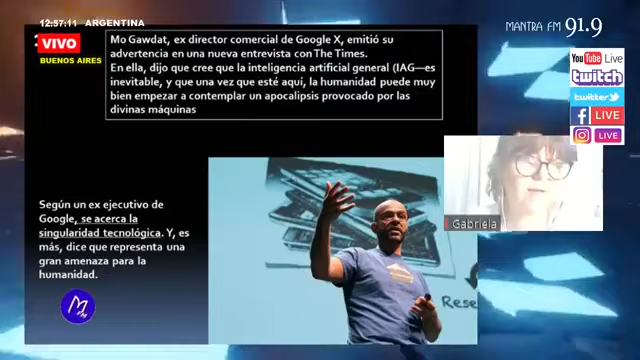 12:57:11 ARGENTINA
VIVO
BUENOS AIRES
MANTRA FM 91.9
Mo Gawdat, ex director comercial de Google X, emitió su
advertencia en una nueva entrevista con The Times.
En ella, dijo que cree que la inteligencia artificial general (IAG—es
inevitable, y que una vez que esté aquí, la humanidad puede muy
bien empezar a contemplar un apocalipsis provocado por las
divinas máquinas
YouTube Live
twitch
twitter
LIVE
LIVE
Gabriela
Según un ex ejecutivo de
Google, se acerca la
singularidad tecnológica. Y, es
más, dice que representa una
gran amenaza para la
humanidad.
Rese